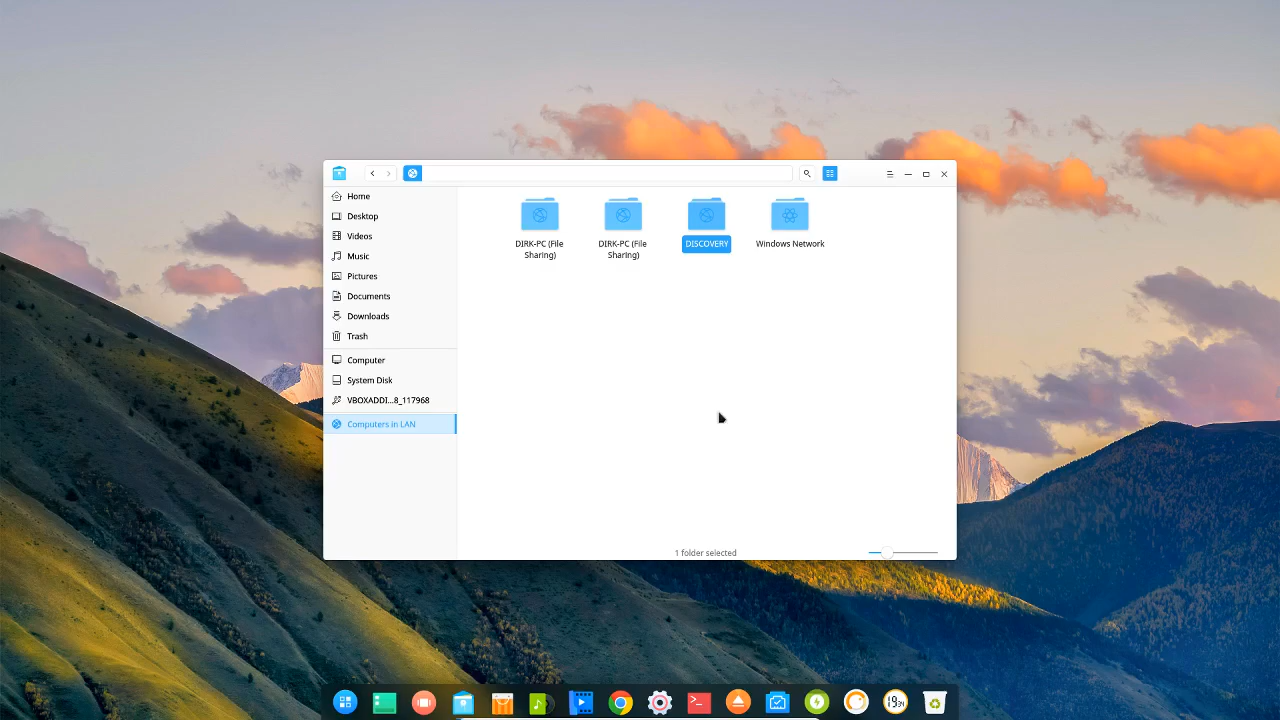 Home
Desktop
Videos
Music
Pictures
Documents
Downloads
Trash
Computer
System Disk
VBOXADDI...8_117968
Computers in LAN
DIRK-PC (File
Sharing)
DIRK-PC (File
Sharing)
DISCOVERY
Windows Network
1 folder selected